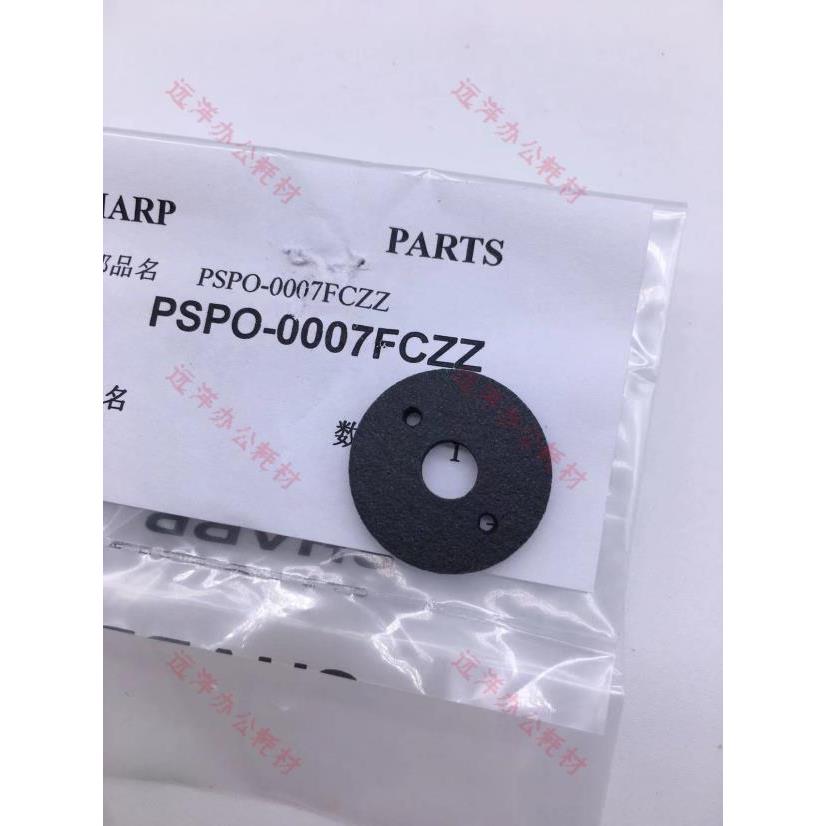 远洋办公耗材
远洋办公耗材
HARP PARTS
部品名 PSPO-0007FCZZ
PSPO-0007FCZZ
远洋办公耗材
远洋办公耗材
名
数
1
SHARP
远洋办公耗材
远洋办公耗材